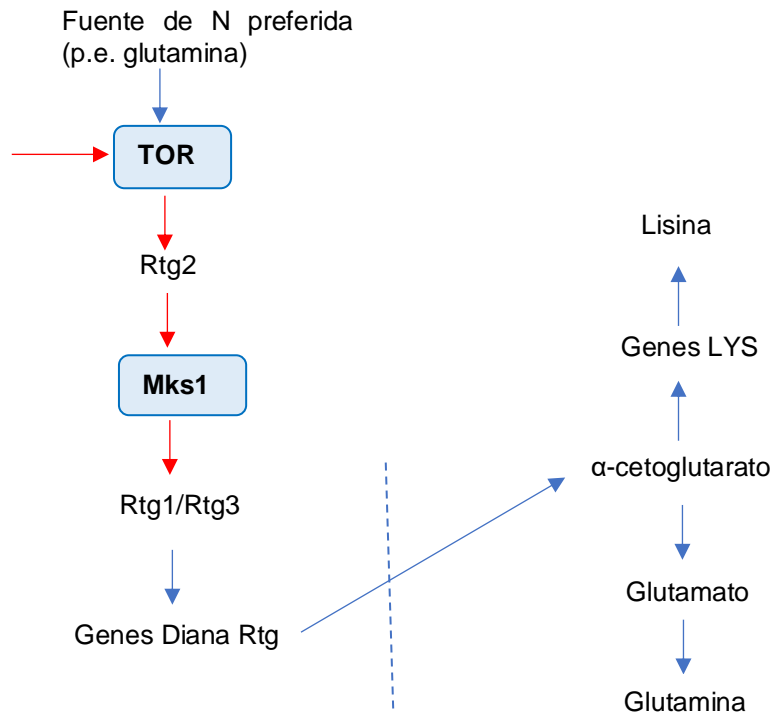 Fuente de N preferida
(p.e. glutamina)
TOR
Rtg2
Mks1
Rtg1/Rtg3
Genes Diana Rtg
Lisina
Genes LYS
α-cetoglutarato
Glutamato
Glutamina